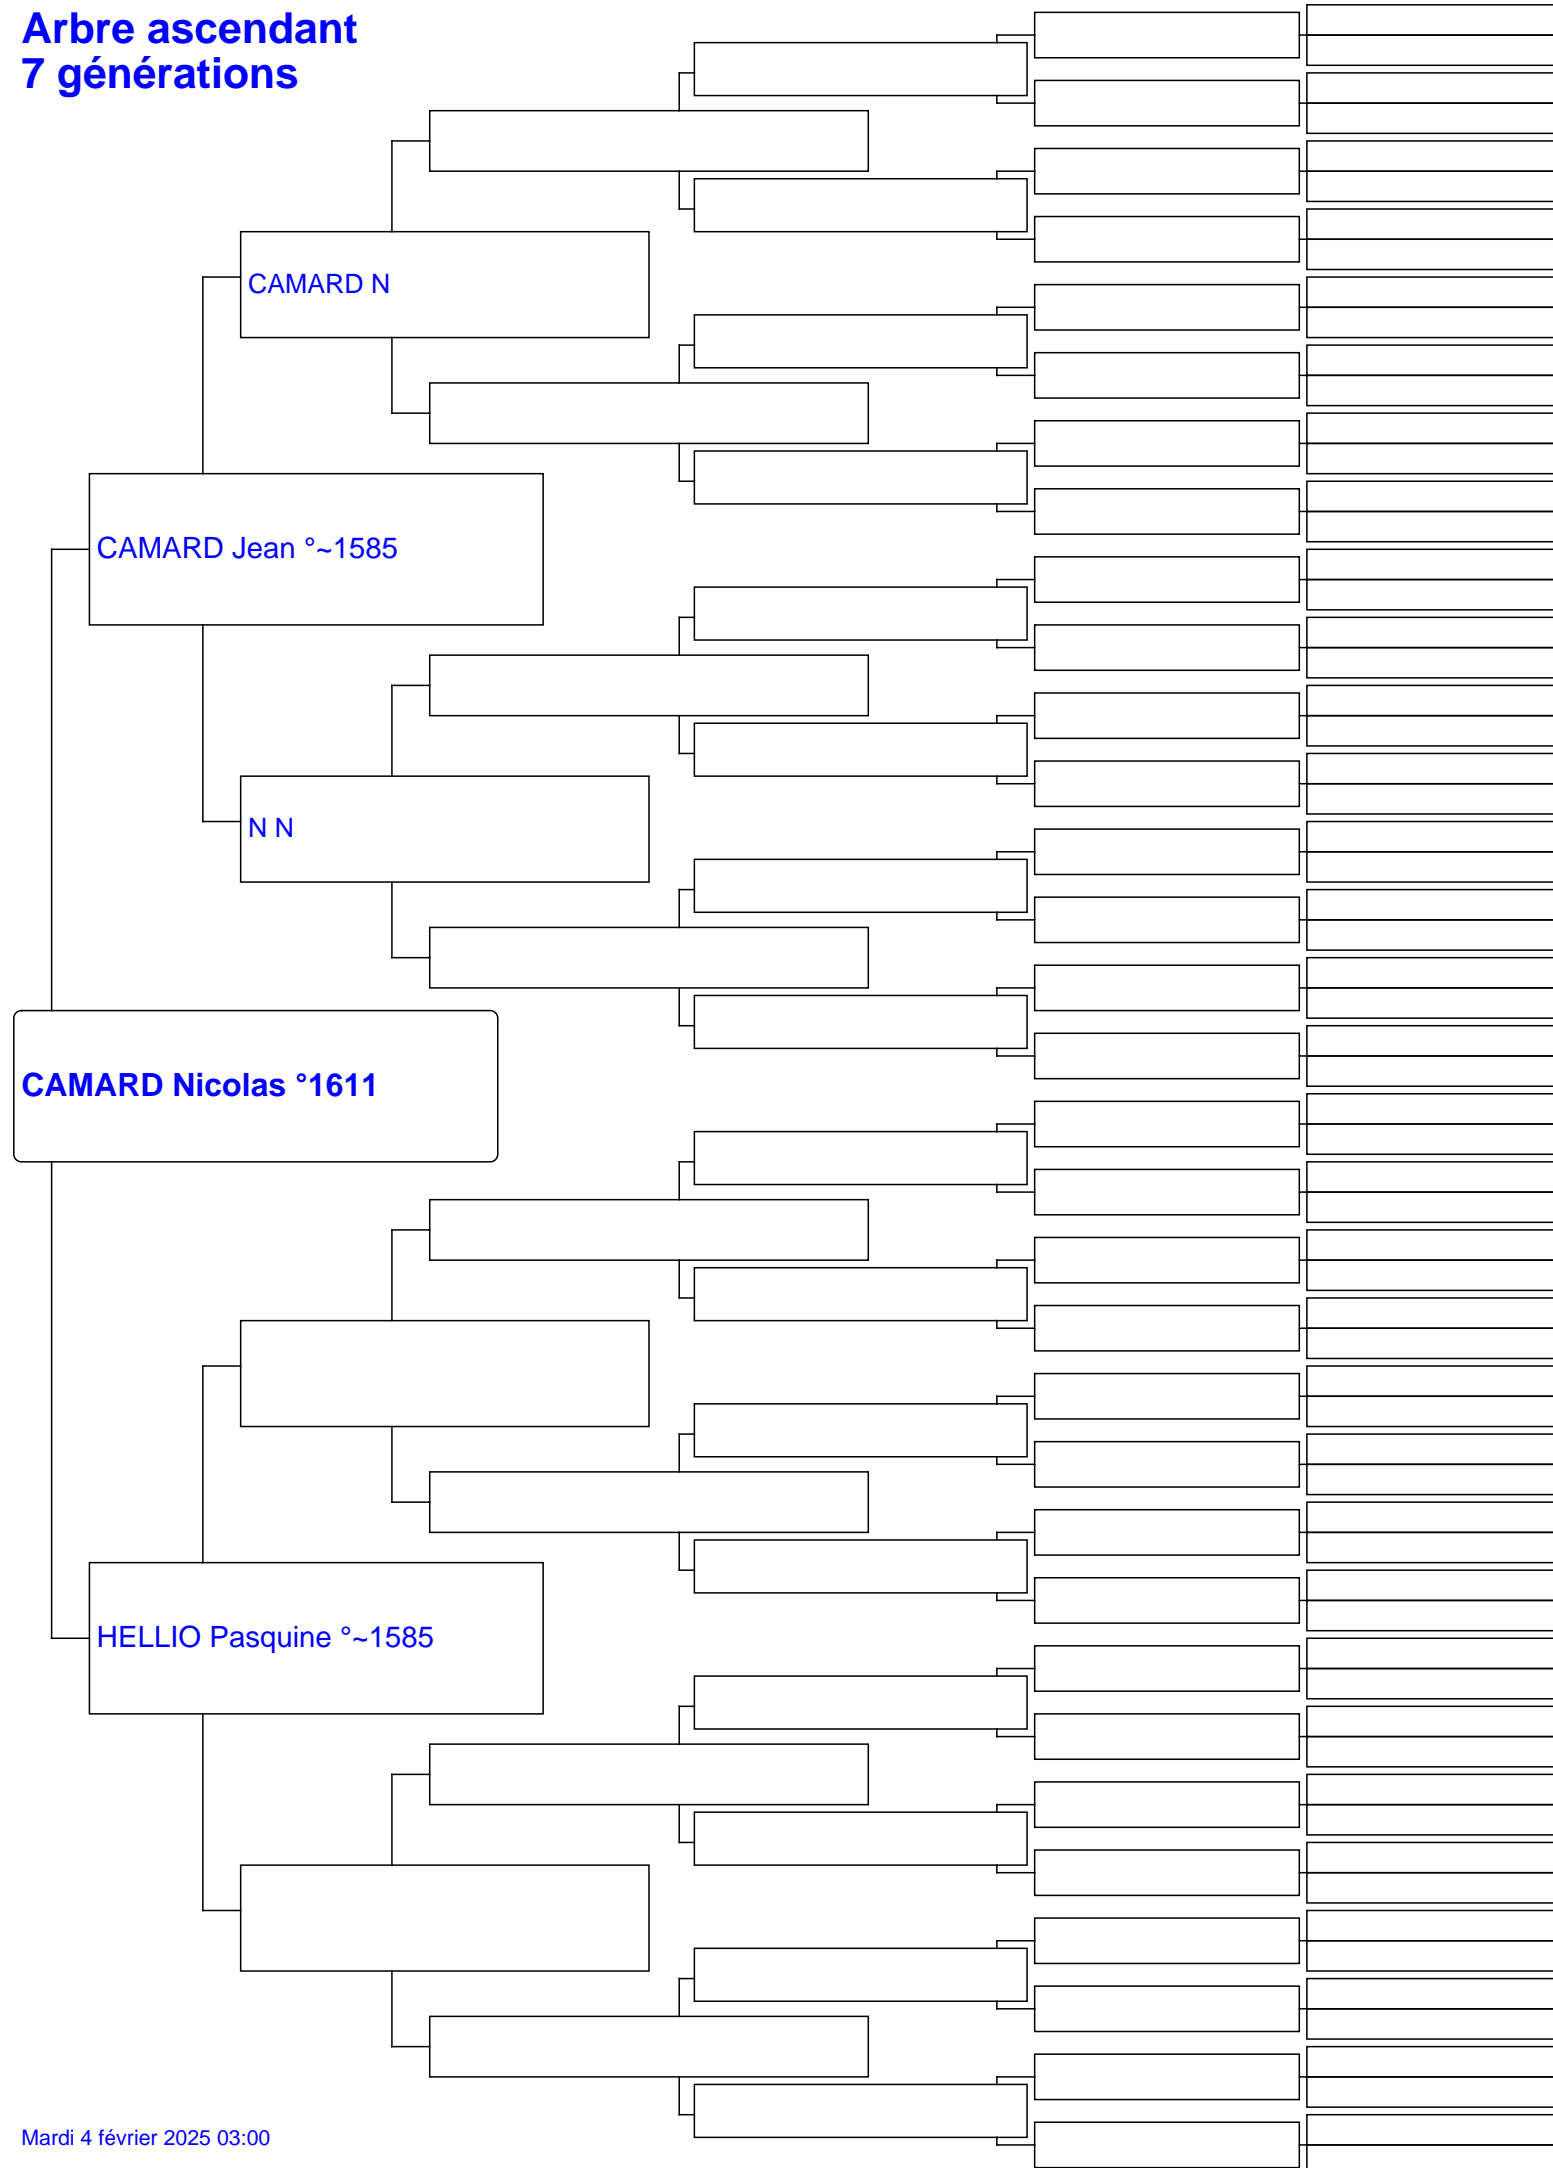 Arbre ascendant
7 générations
CAMARD N
CAMARD Jean °~1585
N N
CAMARD Nicolas °1611
HELLIO Pasquine °~1585
Mardi 4 février 2025 03:00